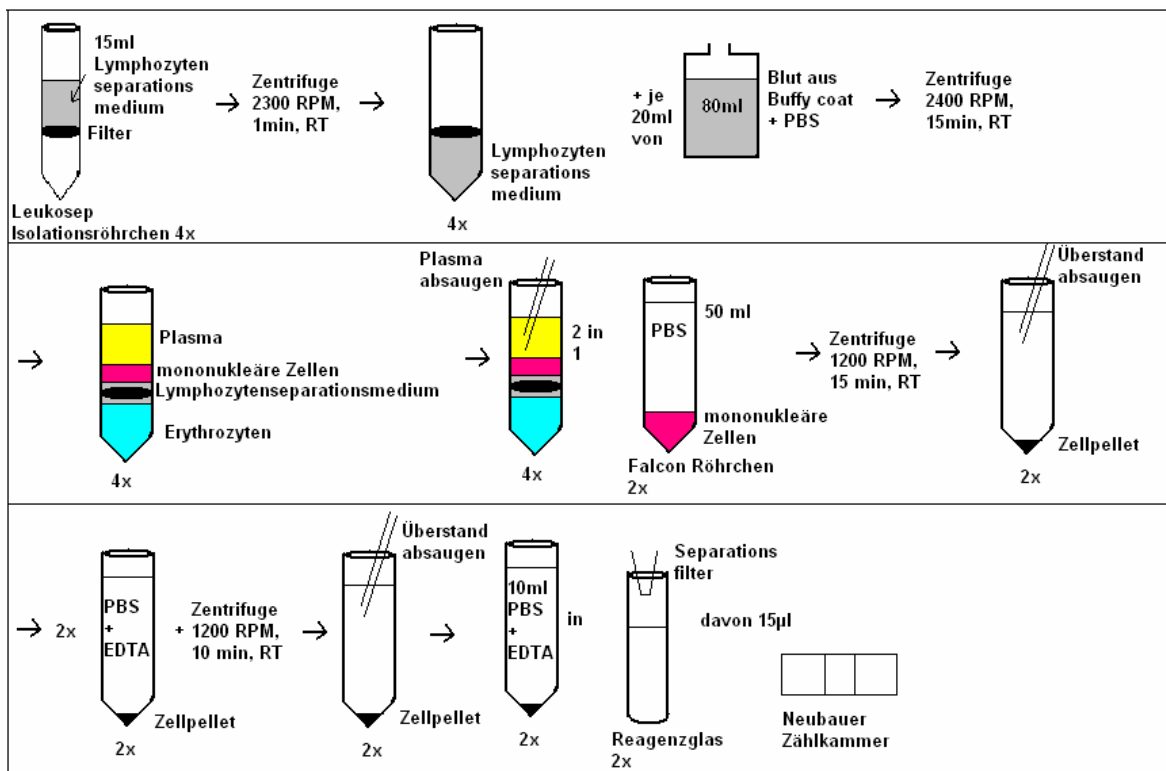 15ml
Lymphozyten
separations
medium
Filter
Leukosep
Isolationsröhrchen 4x
Zentrifuge
2300 RPM,
1min, RT
Lymphozyten
separations
medium
4x
+ je
20ml
von
80ml
Blut aus
Buffy coat
+ PBS
Zentrifuge
2400 RPM,
15min, RT
Plasma
mononukleäre Zellen
Lymphozytenseparationsmedium
Erythrozyten
4x
Plasma
absaugen
2 in
1
4x
PBS
50 ml
mononukleäre
Zellen
Falcon Röhrchen
2x
Zentrifuge
1200 RPM,
15 min, RT
Überstand
absaugen
Zellpellet
2x
2x
PBS
+
EDTA
Zellpellet
2x
Zentrifuge
+ 1200 RPM,
10 min, RT
Überstand
absaugen
Zellpellet
2x
10ml
PBS
+
EDTA
2x
in
Separations
filter
Reagenzglas
2x
davon 15µl
Neubauer
Zählkammer